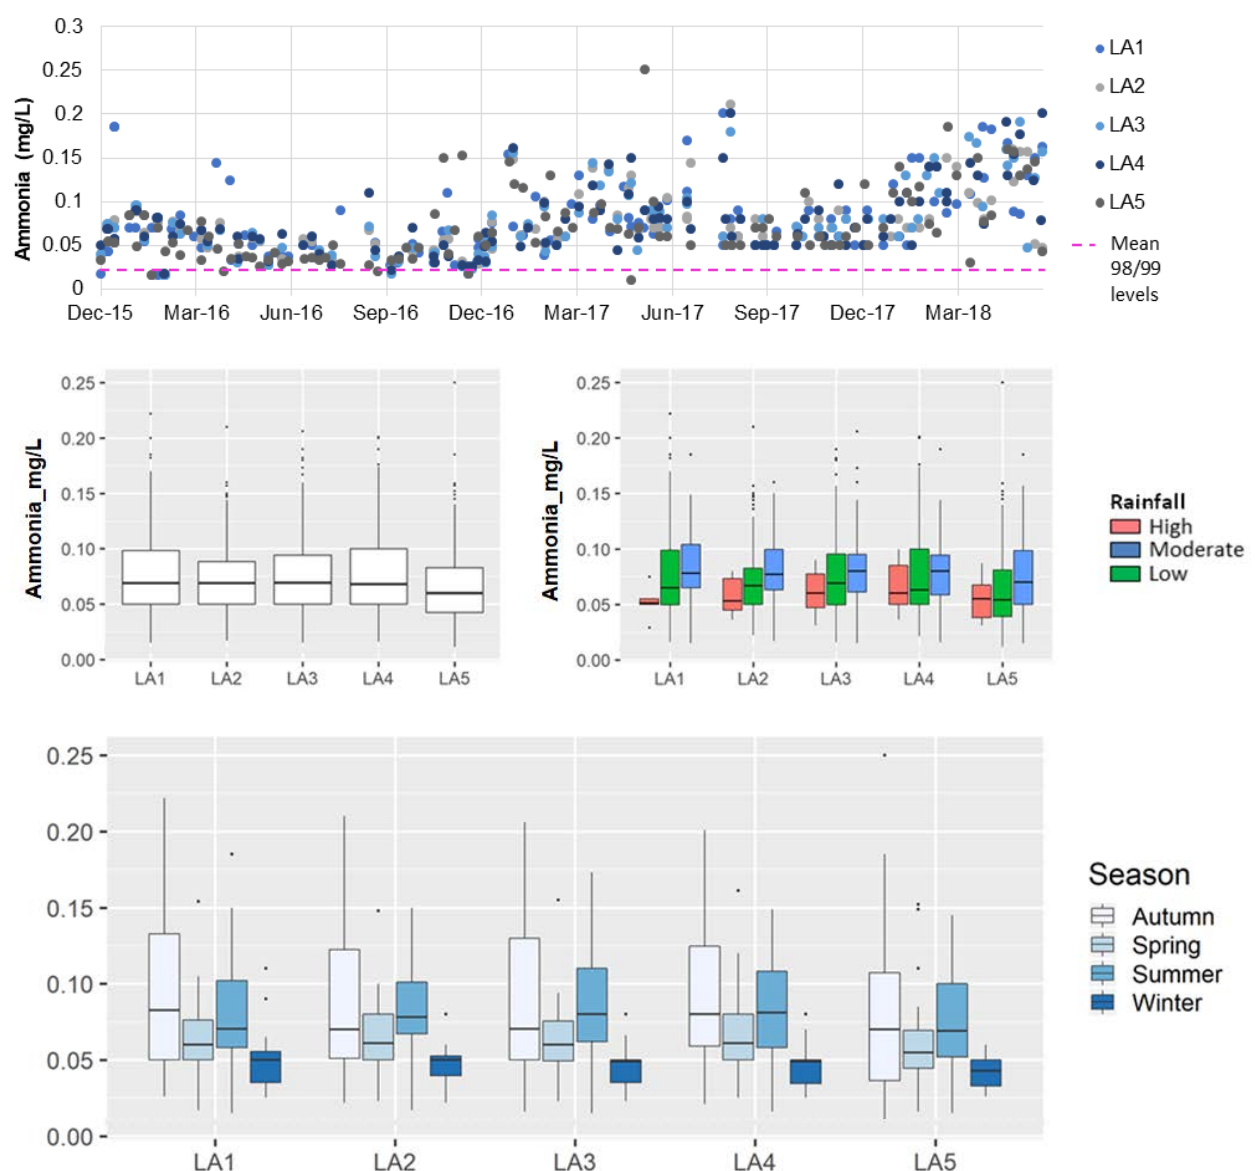 0.3
0.25
0.2
0.15
0.1
0.05
0
Ammonia (mg/L)
Dec-15 Mar-16 Jun-16 Sep-16 Dec-16 Mar-17 Jun-17 Sep-17 Dec-17 Mar-18
LA1
LA2
LA3
LA4
LA5
Mean
98/99
levels
0.25
0.20
0.15
0.10
0.05
0.00
Ammonia_mg/L
LA1 LA2 LA3 LA4 LA5
0.25
0.20
0.15
0.10
0.05
0.00
Ammonia_mg/L
LA1 LA2 LA3 LA4 LA5
Rainfall
High
Moderate
Low
0.25
0.20
0.15
0.10
0.05
0.00
LA1 LA2 LA3 LA4 LA5
Season
Autumn
Spring
Summer
Winter